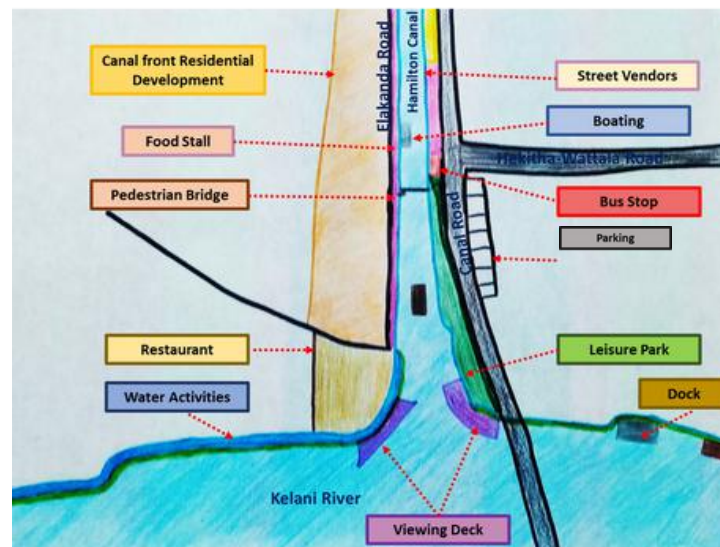 Canal front Residential
Development
Elakanda Road
Hamilton Canal
Street Vendors
Boating
Food Stall
Hekitha-Wattala Road
Pedestrian Bridge
Bus Stop
Canal Road
Parking
Restaurant
Leisure Park
Water Activities
Dock
Kelani River
Viewing Deck